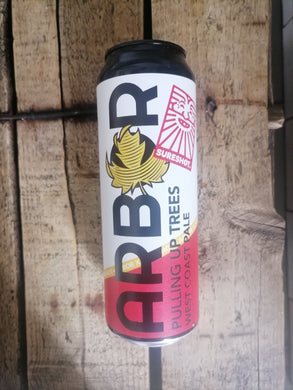 ARBOR
SURESHOT
PULLING UP TREES
WEST COAST PALE